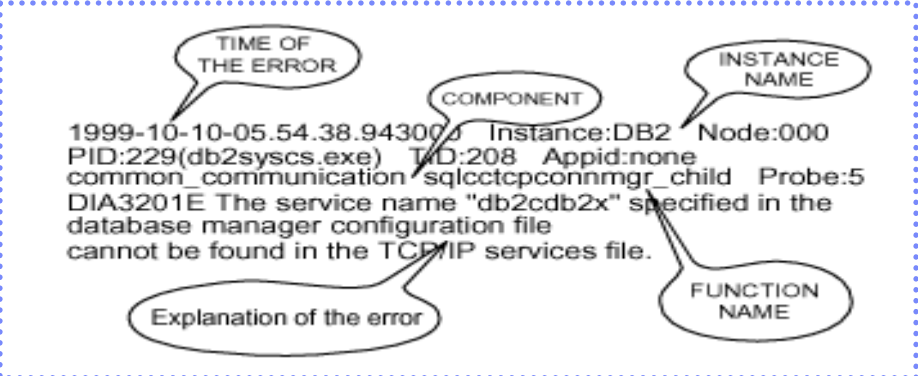 TIME OF
THE ERROR
INSTANCE
NAME
COMPONENT
1999-10-10-05.54.38.943000 Instance:DB2 Node:000
PID:229(db2syscs.exe) TID:208 Appid:none
common_communication sqlcctcpconnmgr_child Probe:5
DIA3201E The service name "db2cdb2x" specified in the
database manager configuration file
cannot be found in the TCP/IP services file.
Explanation of the error
FUNCTION
NAME